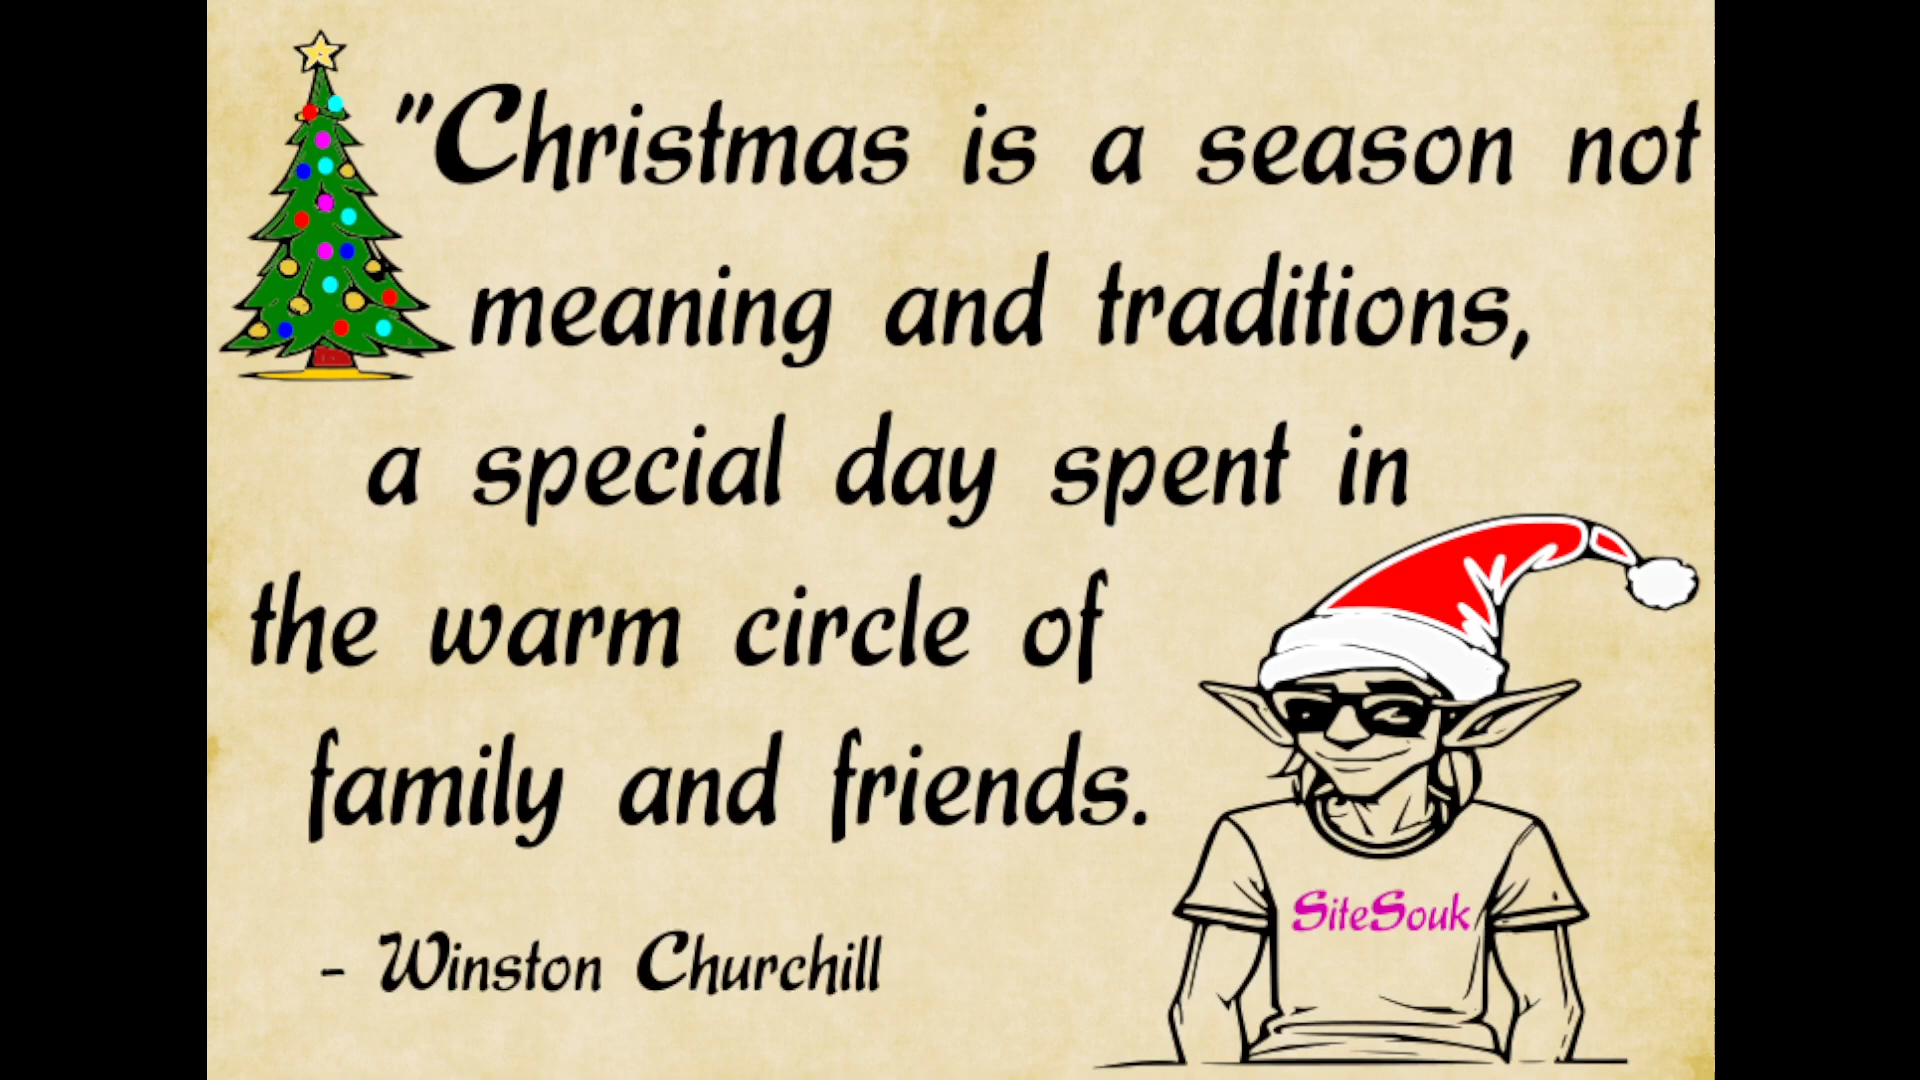 "Christmas is a season not
meaning and traditions,
a special day spent in
the warm circle of
family and friends.
- Winston Churchill
SiteSouk